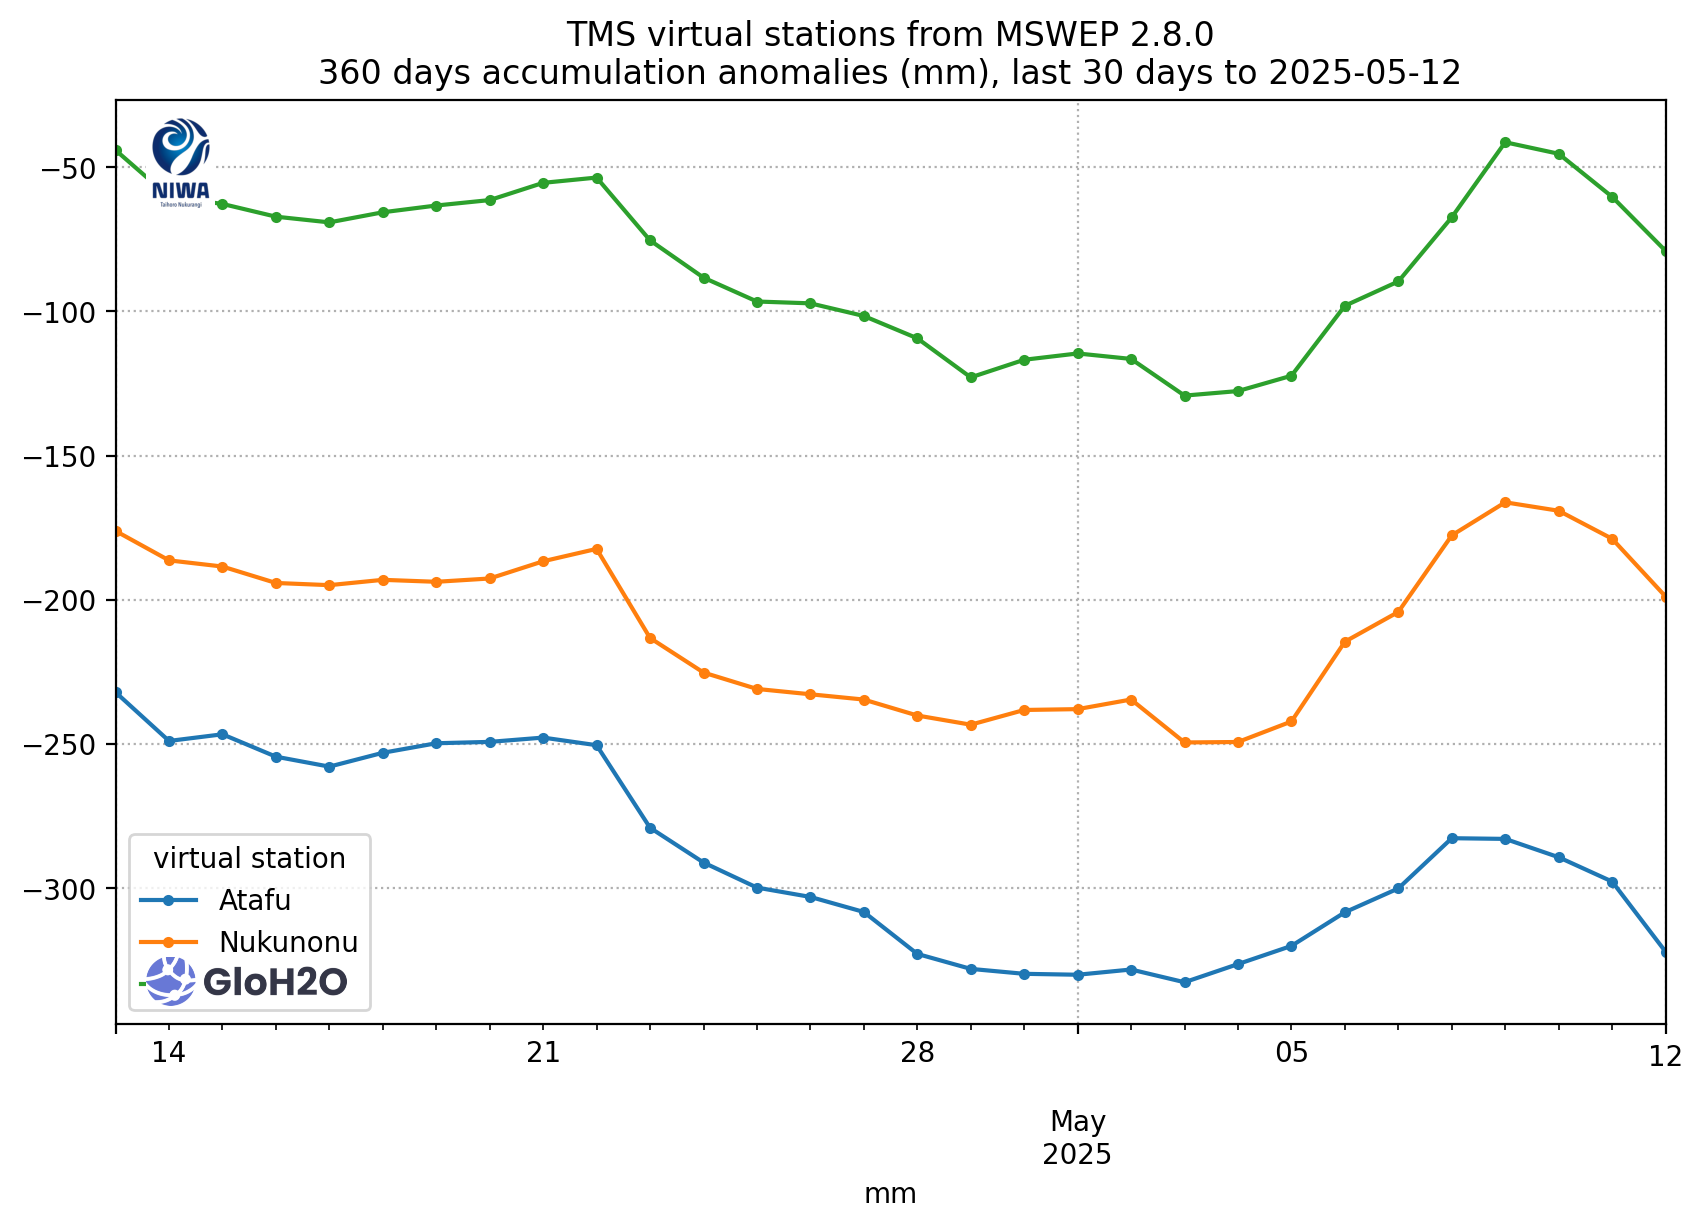 TMS virtual stations from MSWEP 2.8.0
360 days accumulation anomalies (mm), last 30 days to 2025-05-12
NIWA
Taihoro Nukurangi
−50
−100
−150
−200
−250
−300
virtual station
Atafu
Nukunonu
GloH2O
14
21
28
05
12
May
2025
mm